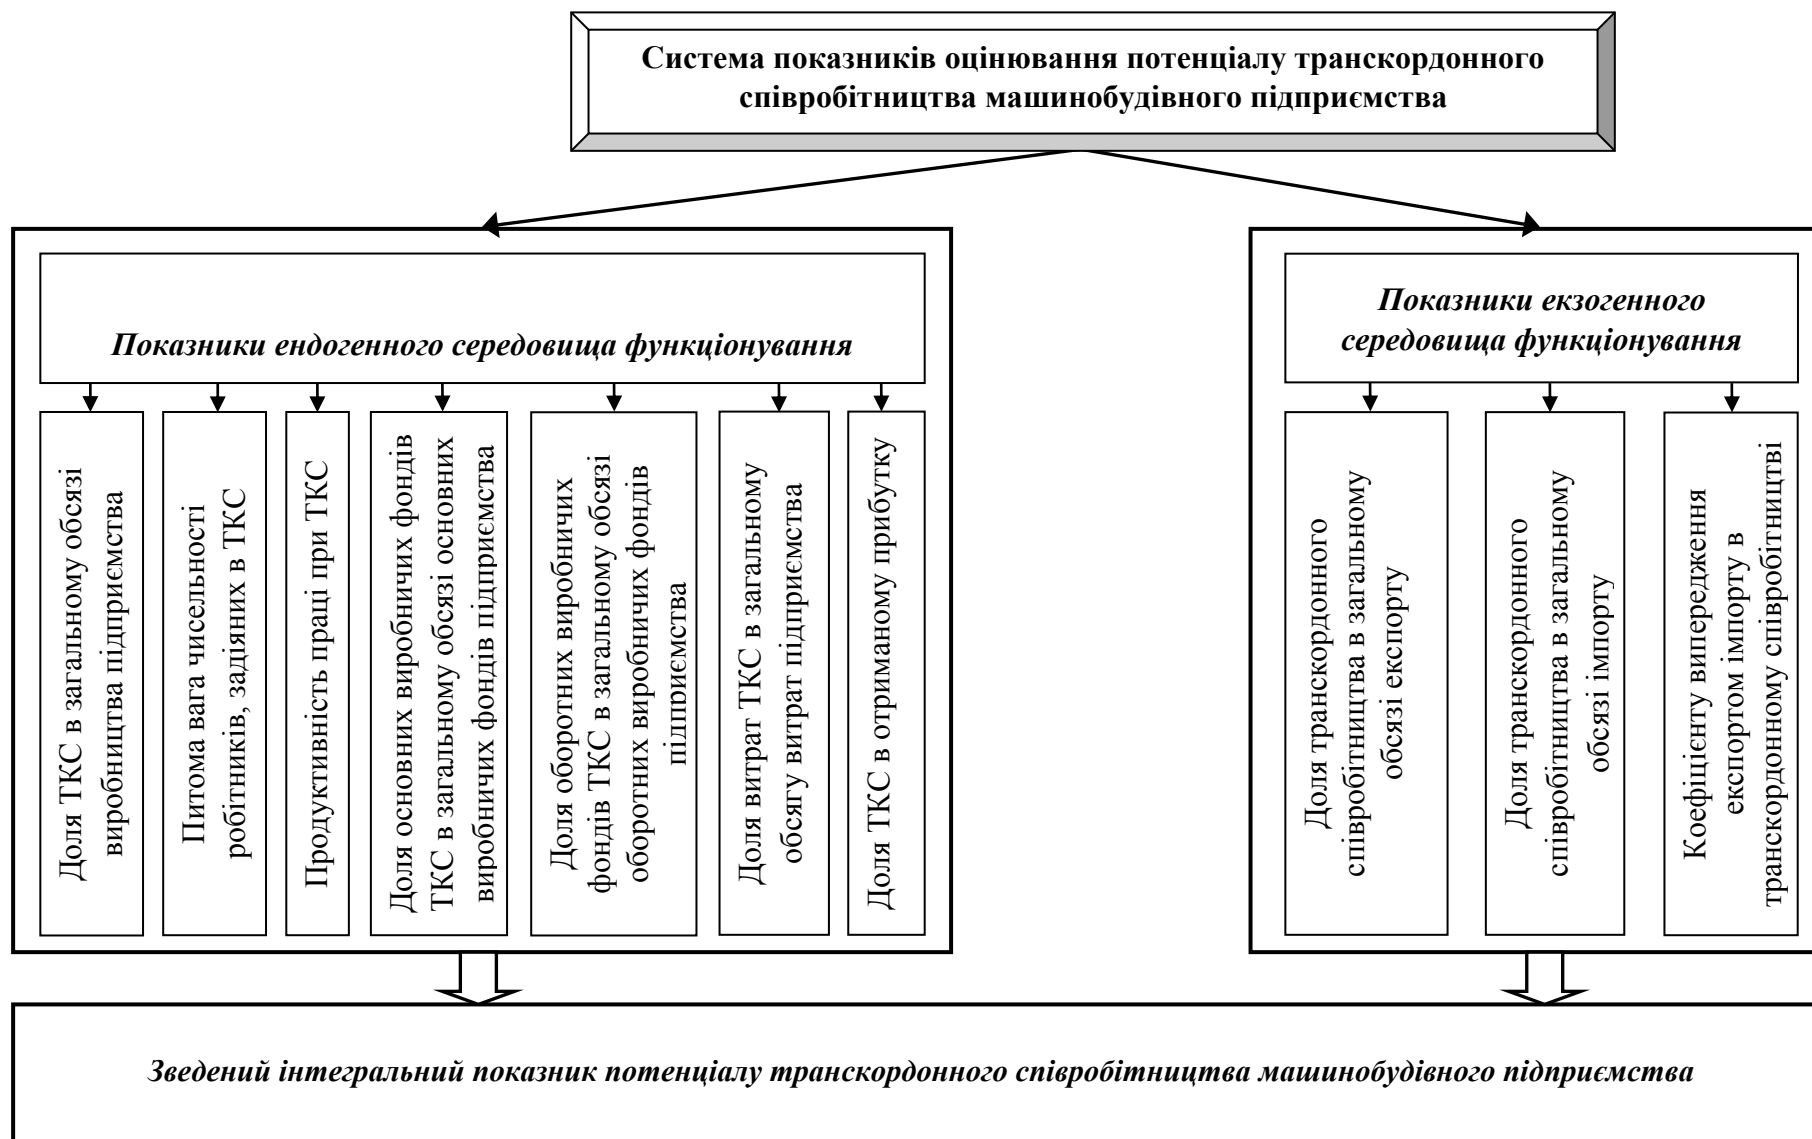 Система показників оцінювання потенціалу транскордонного
співробітництва машинобудівного підприємства
Показники ендогенного середовища функціонування
Доля ТКС в загальному обсязі
виробництва підприємства
Питома вага чисельності
робітників, задіяних в ТКС
Продуктивність праці при ТКС
Доля основних виробничих фондів
ТКС в загальному обсязі основних
виробничих фондів підприємства
Доля оборотних виробничих
фондів ТКС в загальному обсязі
оборотних виробничих фондів
підприємства
Доля витрат ТКС в загальному
обсягу витрат підприємства
Доля ТКС в отриманому прибутку
Показники екзогенного
середовища функціонування
Доля транскордонного
співробітництва в загальному
обсязі експорту
Доля транскордонного
співробітництва в загальному
обсязі імпорту
Коефіцієнту випередження
експортом імпорту в
транскордонному співробітництві
Зведений інтегральний показник потенціалу транскордонного співробітництва машинобудівного підприємства